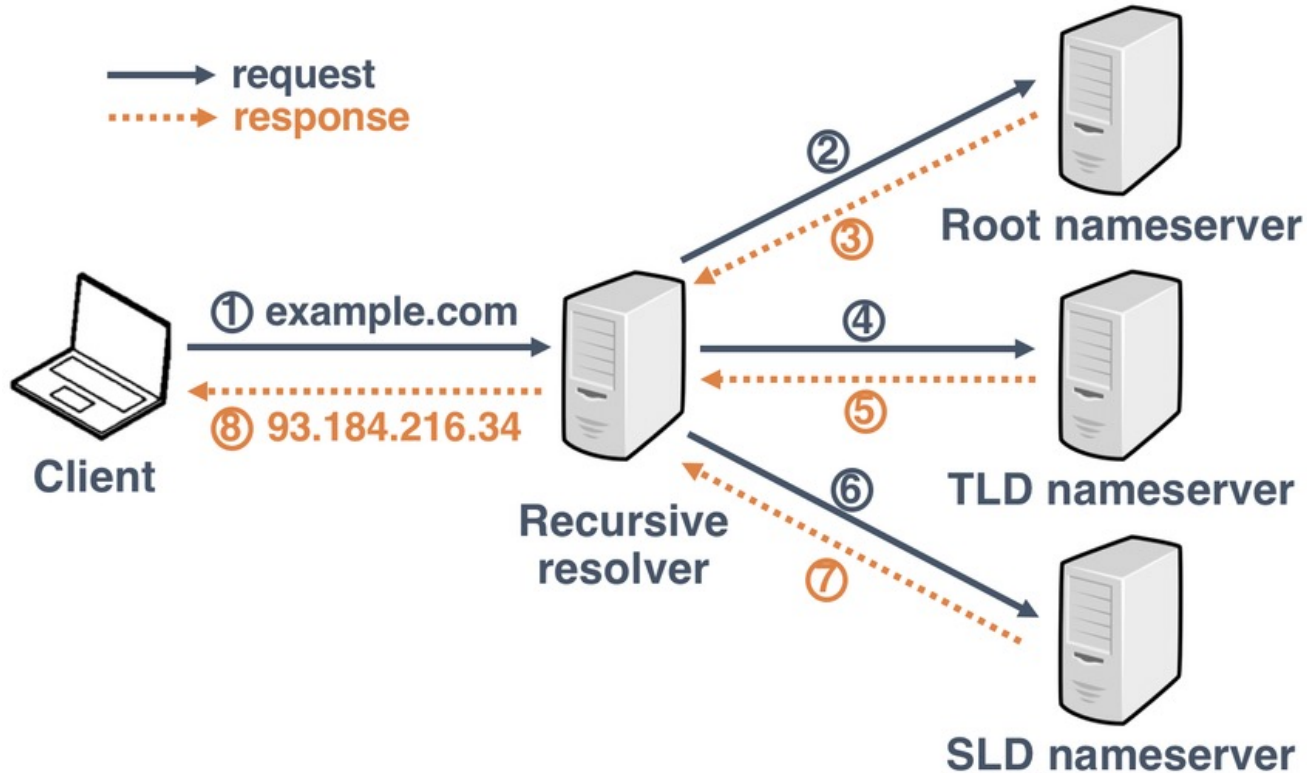 request
response
②
③
Root nameserver
① example.com
④
⑤
⑧ 93.184.216.34
Client
TLD nameserver
⑥
Recursive
resolver
⑦
SLD nameserver